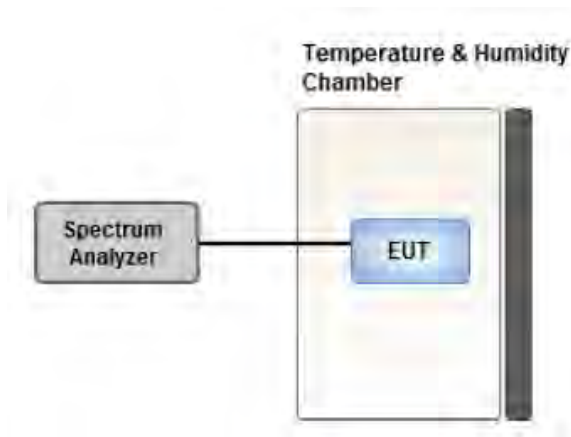 Temperature & Humidity
Chamber
Spectrum
Analyzer
EUT